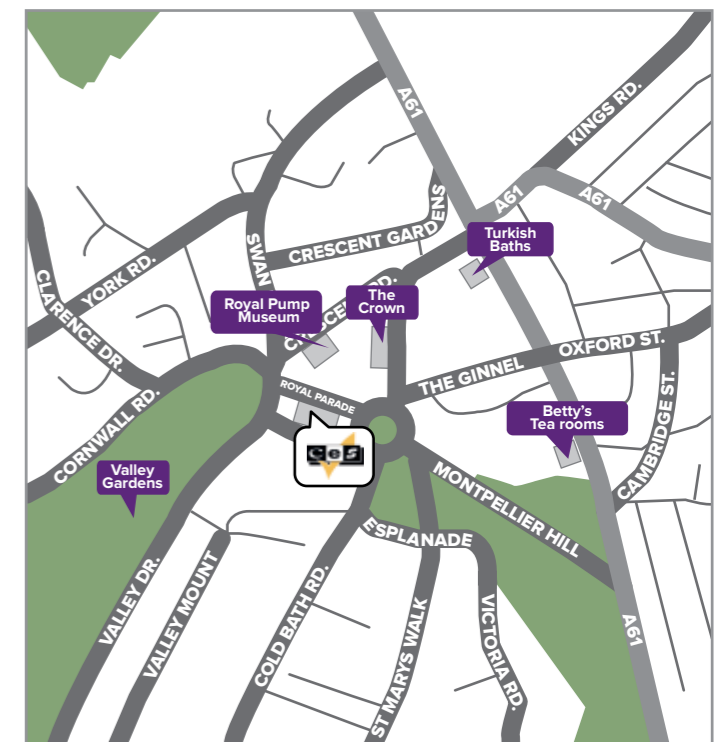 A61
KINGS RD.
A61
A61
CRESCENT GARDENS
SWAN
Turkish
Baths
YORK RD.
CLARENCE DR.
Royal Pump
Museum
The
Crown
OXFORD ST.
THE GINNEL
ROYAL PARADE
CORNWALL RD.
Betty's
Tea rooms
CAMBRIDGE ST.
CeS
Valley
Gardens
MONTPELLIER HILL
ESPLANADE
VALLEY DR.
VALLEY MOUNT
COLD BATH RD.
ST MARYS WALK
VICTORIA RD.
A61